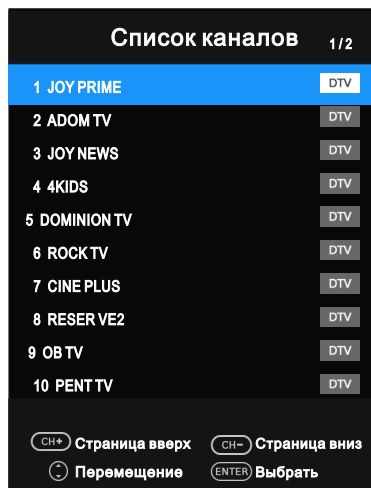 Список каналов 1/2
1 JOY PRIME DTV
2 ADOM TV DTV
3 JOY NEWS DTV
4 4KIDS DTV
5 DOMINION TV DTV
6 ROCK TV DTV
7 CINE PLUS DTV
8 RESER VE2 DTV
9 OB TV DTV
10 PENT TV DTV
CH+ Страница вверх CH- Страница вниз
Перемещение ENTER Выбрать